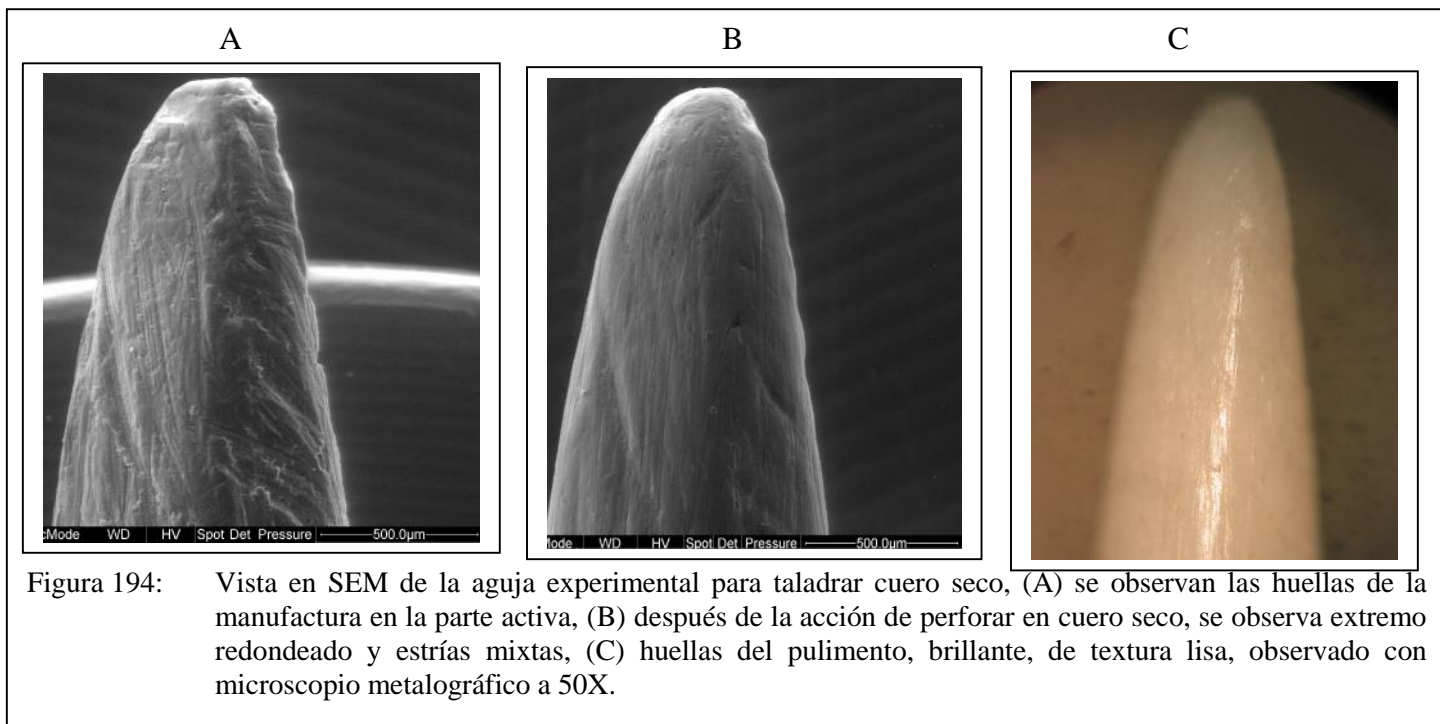 A B C
cMode WD HV Spot Det Pressure 500.0µm
Mode WD HV Spot Det Pressure 500.0µm
Figura 194: Vista en SEM de la aguja experimental para taladrar cuero seco, (A) se observan las huellas de la
manufactura en la parte activa, (B) después de la acción de perforar en cuero seco, se observa extremo
redondeado y estrías mixtas, (C) huellas del pulimento, brillante, de textura lisa, observado con
microscopio metalográfico a 50X.